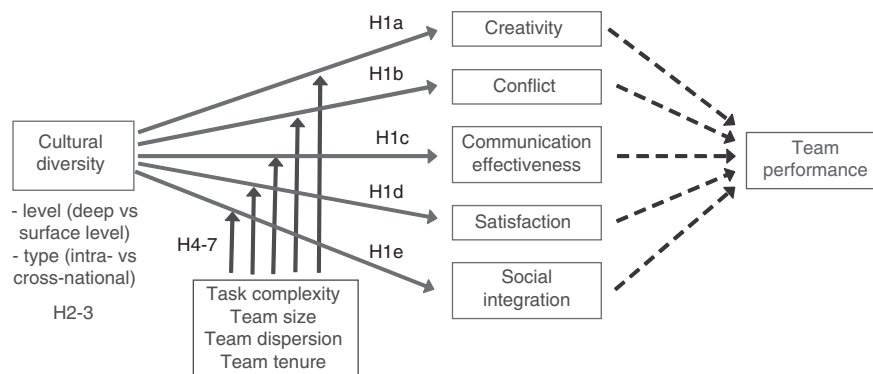 H1a
Creativity
H1b
Conflict
Cultural
diversity
H1c
Communication
effectiveness
Team
performance
- level (deep vs
surface level)
- type (intra- vs
cross-national)
H2-3
H1d
Satisfaction
H4-7
H1e
Social
integration
Task complexity
Team size
Team dispersion
Team tenure